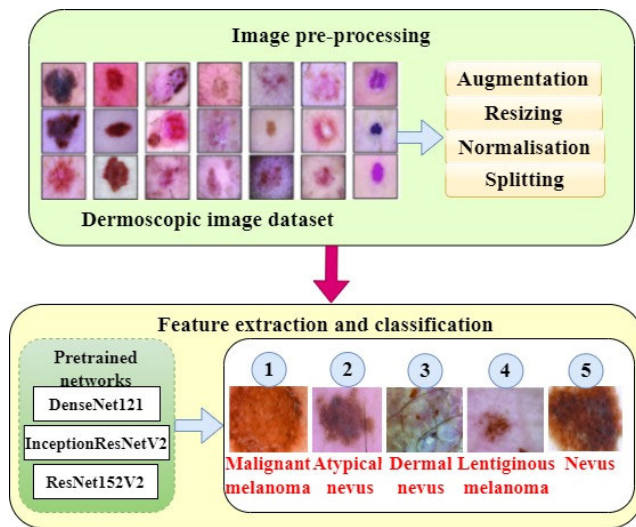 Image pre-processing
Augmentation
Resizing
Normalisation
Splitting
Dermoscopic image dataset
Feature extraction and classification
Pretrained
networks
DenseNet121
InceptionResNetV2
ResNet152V2
1 2 3 4 5
Malignant Atypical Dermal Lentiginous Nevus
melanoma nevus nevus melanoma